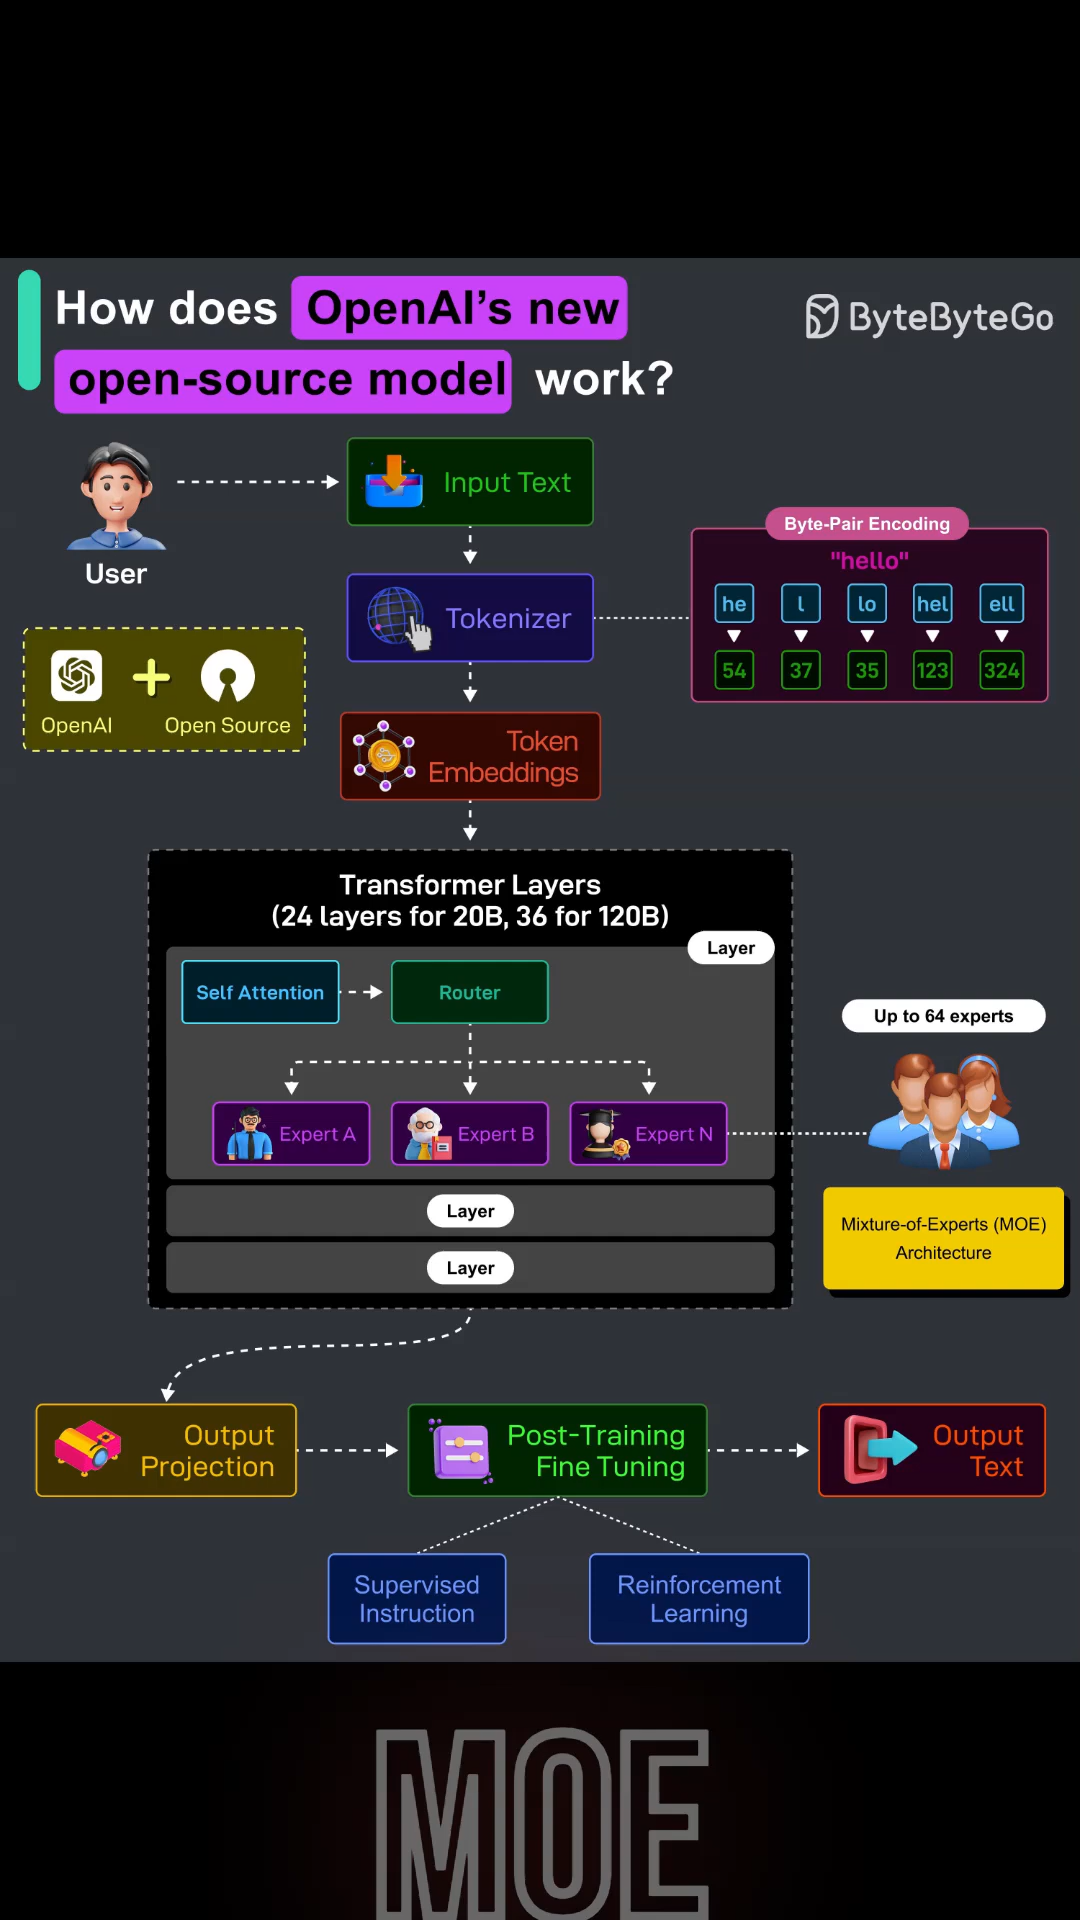 How does OpenAI's new
open-source model work?
ByteByteGo
User
Input Text
Tokenizer
Byte-Pair Encoding
"hello"
he l lo hel ell
54 37 35 123 324
OpenAI
Open Source
Token
Embeddings
Transformer Layers
(24 layers for 20B, 36 for 120B)
Layer
Self Attention
Router
Expert A
Expert B
Expert N
Up to 64 experts
Mixture-of-Experts (MOE)
Architecture
Layer
Layer
Output
Projection
Post-Training
Fine Tuning
Output
Text
Supervised
Instruction
Reinforcement
Learning
MOE